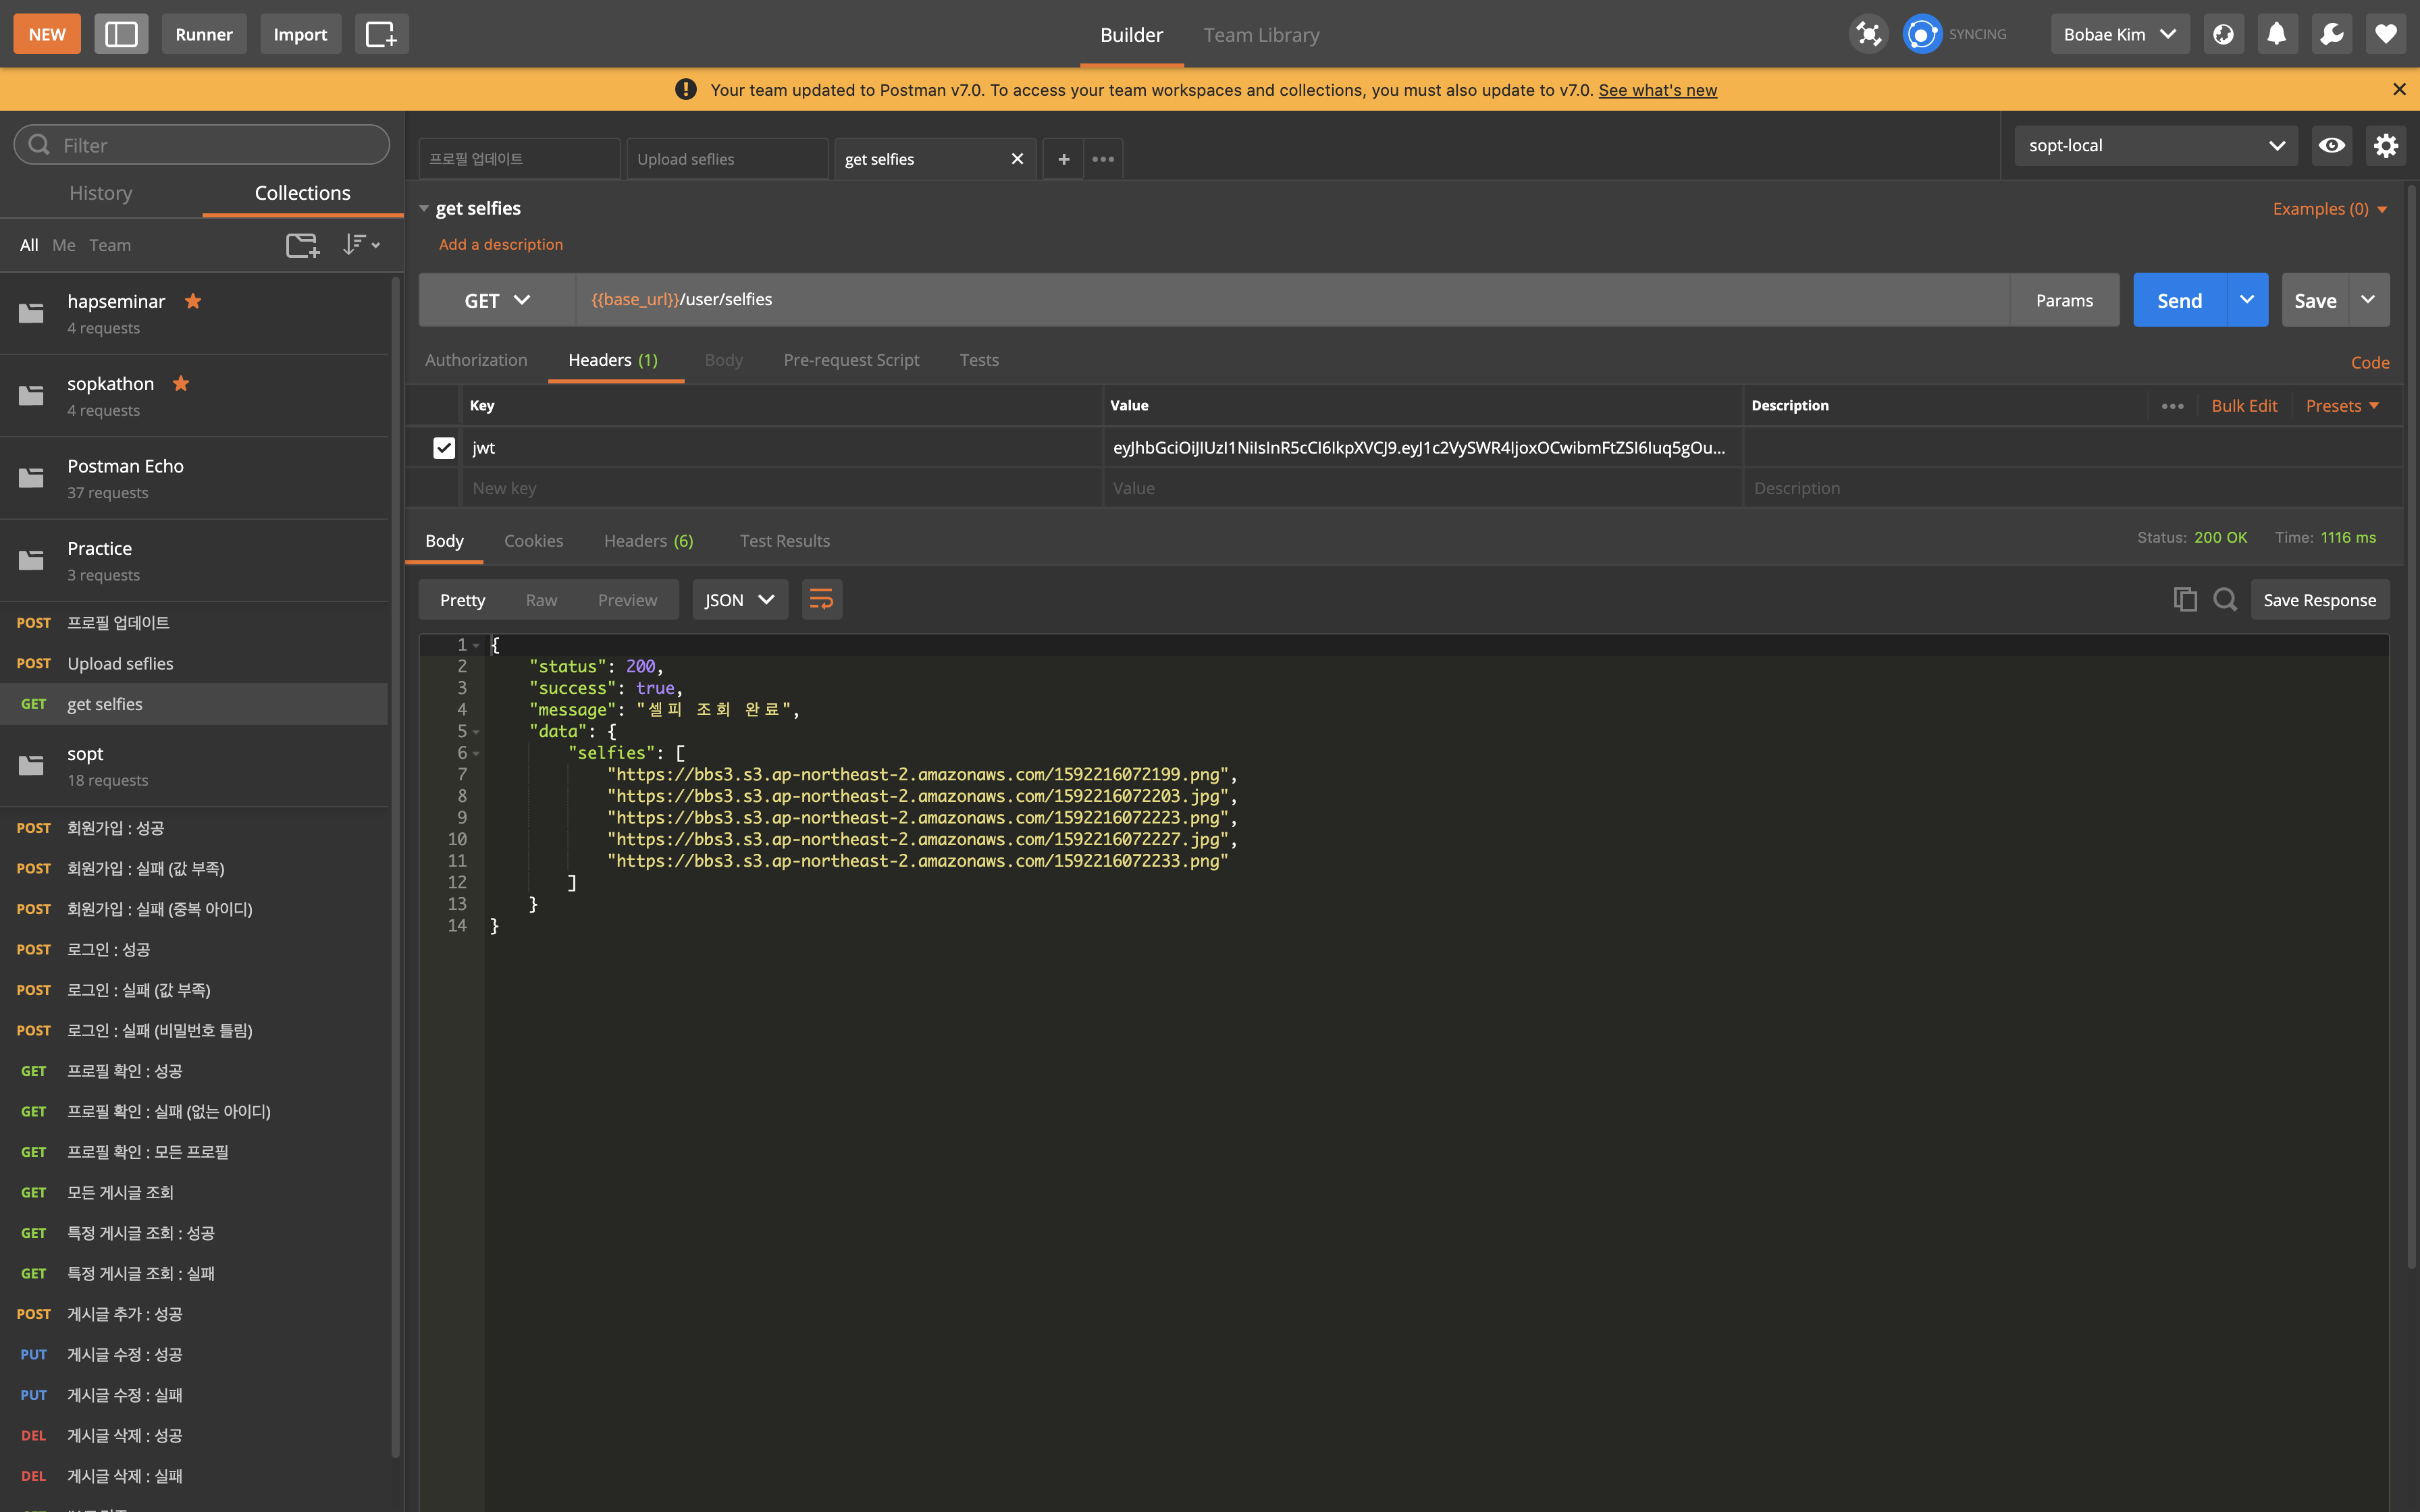 NEW Runner Import Builder Team Library SYNCING Bobae Kim
Your team updated to Postman v7.0. To access your team workspaces and collections, you must also update to v7.0. See what's new
Filter
History Collections
All Me Team
hapseminar
4 requests
sopkathon
4 requests
Postman Echo
37 requests
Practice
3 requests
POST 프로필 업데이트
POST Upload seflies
GET get selfies
sopt
18 requests
POST 회원가입 : 성공
POST 회원가입 : 실패 (값 부족)
POST 회원가입 : 실패 (중복 아이디)
POST 로그인 : 성공
POST 로그인 : 실패 (값 부족)
POST 로그인 : 실패 (비밀번호 틀림)
GET 프로필 확인 : 성공
GET 프로필 확인 : 실패 (없는 아이디)
GET 프로필 확인 : 모든 프로필
GET 모든 게시글 조회
GET 특정 게시글 조회 : 성공
GET 특정 게시글 조회 : 실패
POST 게시글 추가 : 성공
PUT 게시글 수정 : 성공
PUT 게시글 수정 : 실패
DEL 게시글 삭제 : 성공
DEL 게시글 삭제 : 실패
프로필 업데이트 Upload seflies get selfies sopt-local
get selfies Examples (0)
Add a description
GET {{base_url}}/user/selfies Params Send Save
Authorization Headers (1) Body Pre-request Script Tests Code
Key Value Description Bulk Edit Presets
jwt eyJhbGciOiJIUzI1NiIsInR5cCI6IkpXVCJ9.eyJ1c2VySWR4IjoxOCwibmFtZSI6Iuq5gOu...
New key Value Description
Body Cookies Headers (6) Test Results Status: 200 OK Time: 1116 ms
Pretty Raw Preview JSON Save Response
1 {
2 "status": 200,
3 "success": true,
4 "message": "셀피 조회 완료",
5 "data": {
6 "selfies": [
7 "https://bbs3.s3.ap-northeast-2.amazonaws.com/1592216072199.png",
8 "https://bbs3.s3.ap-northeast-2.amazonaws.com/1592216072203.jpg",
9 "https://bbs3.s3.ap-northeast-2.amazonaws.com/1592216072223.png",
10 "https://bbs3.s3.ap-northeast-2.amazonaws.com/1592216072227.jpg",
11 "https://bbs3.s3.ap-northeast-2.amazonaws.com/1592216072233.png"
12 ]
13 }
14 }